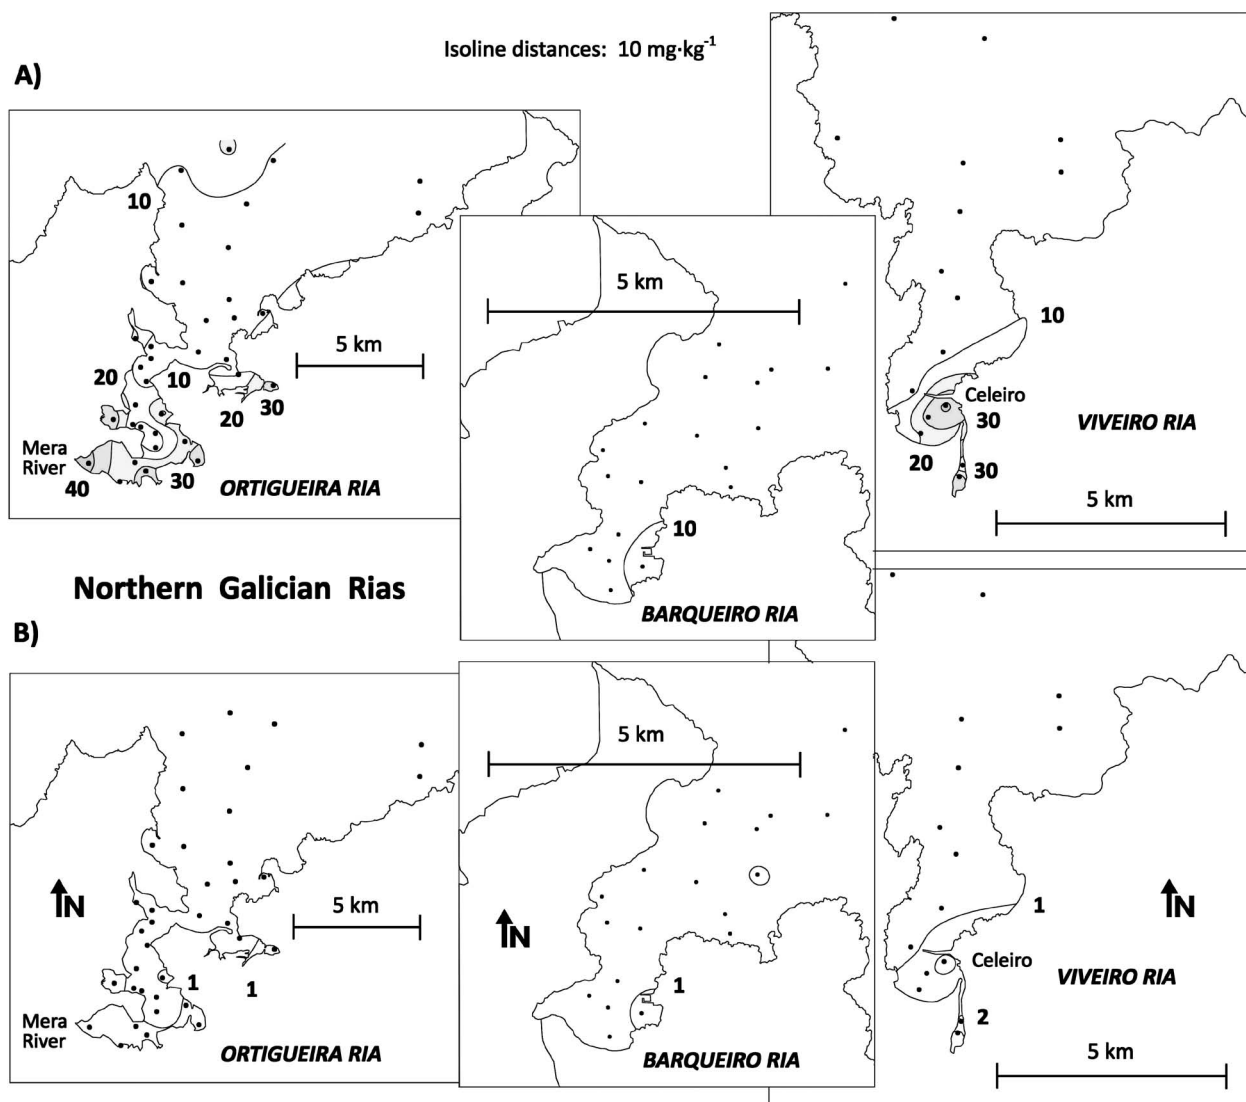 Isoline distances: 10 mg·kg⁻¹
A)
10
5 km
20
10
20
30
Mera
River
40
30
ORTIGUEIRA RIA
5 km
10
BARQUEIRO RIA
10
Celeiro
30
VIVEIRO RIA
20
30
5 km
Northern Galician Rias
B)
N
5 km
1
1
Mera
River
ORTIGUEIRA RIA
5 km
N
1
BARQUEIRO RIA
1
N
Celeiro
VIVEIRO RIA
2
5 km